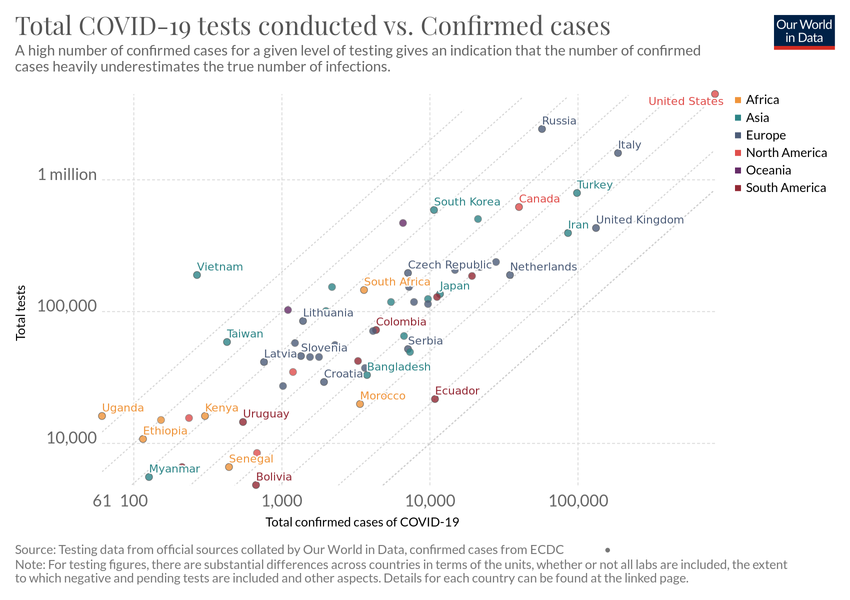 Total COVID-19 tests conducted vs. Confirmed cases
Our World
in Data
A high number of confirmed cases for a given level of testing gives an indication that the number of confirmed
cases heavily underestimates the true number of infections.
United States
Africa
Asia
Europe
North America
Oceania
South America
Russia
Italy
1 million
Turkey
South Korea
Canada
Iran
United Kingdom
Vietnam
Czech Republic
Netherlands
South Africa
Japan
Total tests
100,000
Lithuania
Colombia
Taiwan
Serbia
Latvia
Slovenia
Croatia
Bangladesh
Morocco
Ecuador
Uganda
Kenya
Uruguay
Ethiopia
10,000
Senegal
Myanmar
Bolivia
61
100
1,000
10,000
100,000
Total confirmed cases of COVID-19
Source: Testing data from official sources collated by Our World in Data, confirmed cases from ECDC
Note: For testing figures, there are substantial differences across countries in terms of the units, whether or not all labs are included, the extent
to which negative and pending tests are included and other aspects. Details for each country can be found at the linked page.